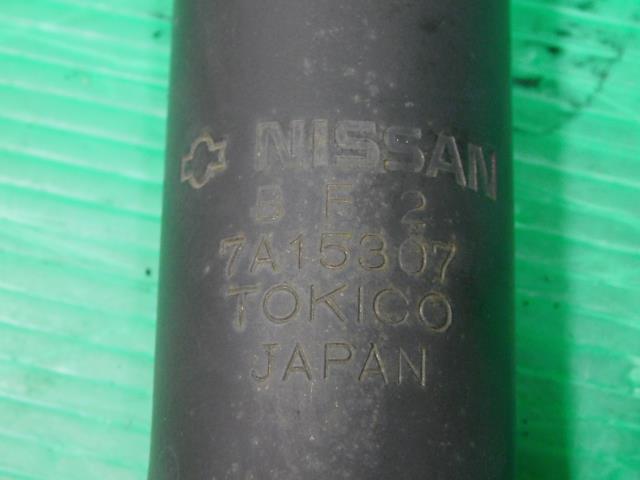 NISSAN
B F 2
7A15307
TOKICO
JAPAN